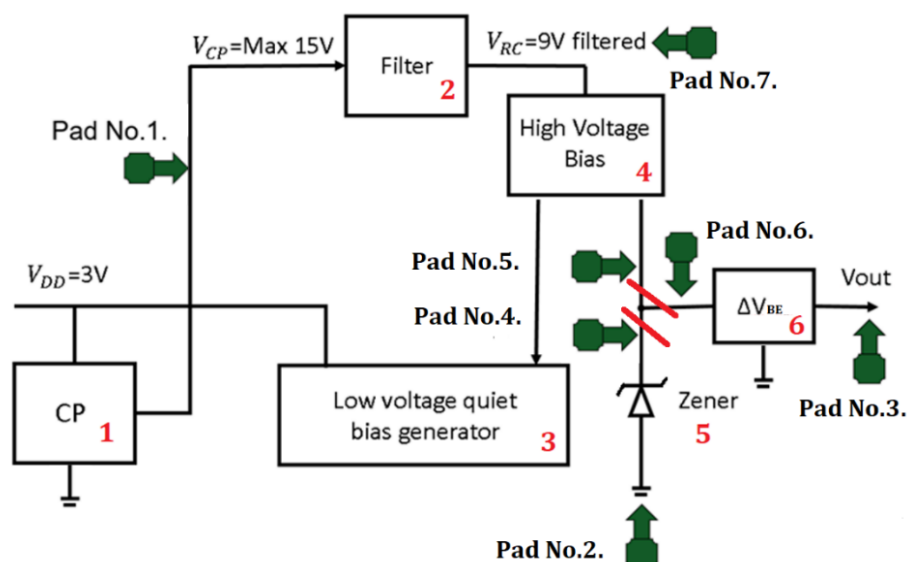 V_CP=Max 15V
Filter
2
V_RC=9V filtered
Pad No.7.
Pad No.1.
High Voltage
Bias
4
Pad No.6.
Pad No.5.
V_DD=3V
Vout
Pad No.4.
ΔV_BE
6
CP
1
Low voltage quiet
bias generator
3
Zener
5
Pad No.3.
Pad No.2.